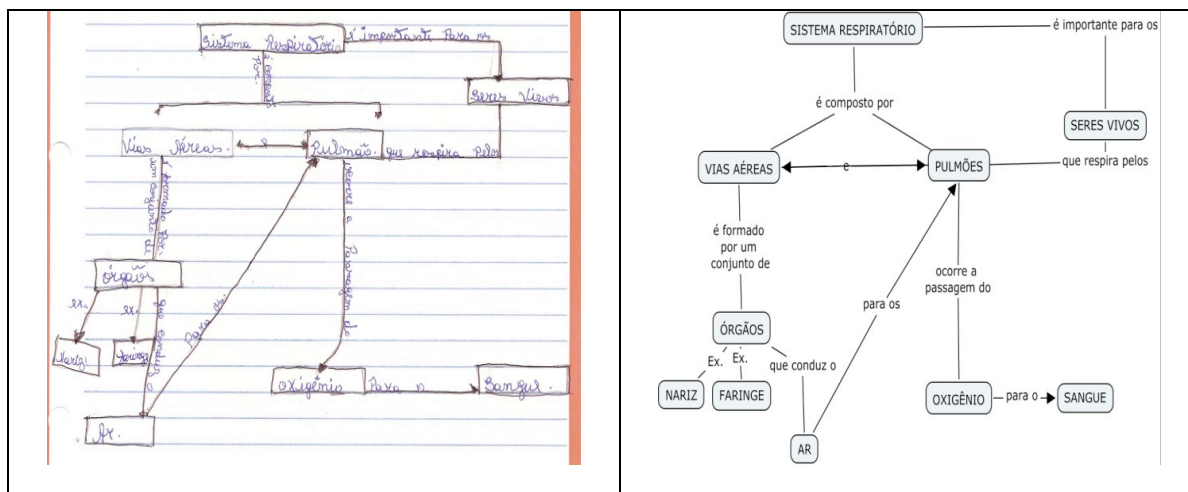 Sistema Respiratório
é importante para os
é composto
por:
Seres Vivos
Vias Aéreas.
e
Pulmão.
que respira pelos
é formado por:
um conjunto de
ocorre a passagem do
órgãos
ex.
ex.
que conduz o
para os
Nariz
faringe
Oxigênio
Para o
Sangue.
Ar.
SISTEMA RESPIRATÓRIO
é importante para os
é composto por
SERES VIVOS
VIAS AÉREAS
e
PULMÕES
que respira pelos
é formado
por um
conjunto de
ocorre a
passagem do
para os
ÓRGÃOS
Ex.
Ex.
que conduz o
NARIZ
FARINGE
OXIGÊNIO
para o
SANGUE
AR